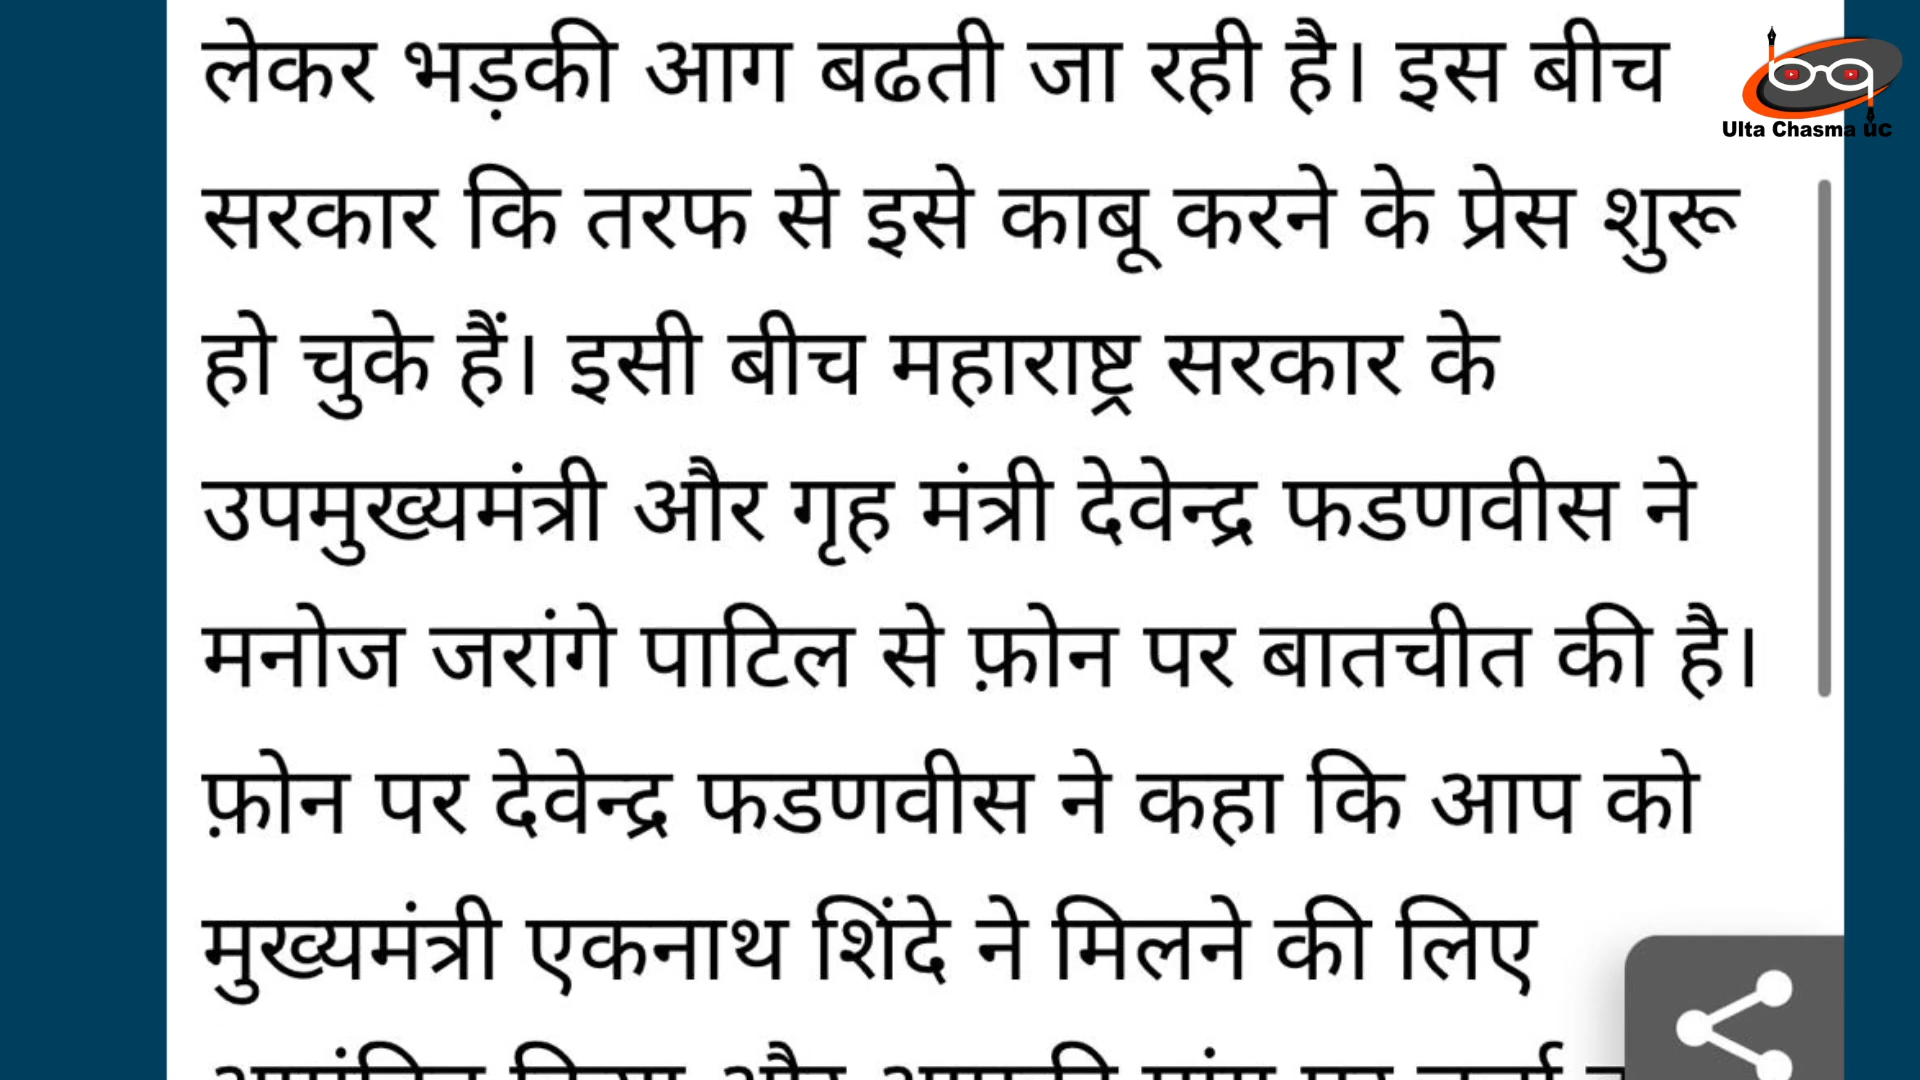 लेकर भड़की आग बढती जा रही है। इस बीच
Ulta Chasma uc
सरकार कि तरफ से इसे काबू करने के प्रेस शुरू
हो चुके हैं। इसी बीच महाराष्ट्र सरकार के
उपमुख्यमंत्री और गृह मंत्री देवेन्द्र फडणवीस ने
मनोज जरांगे पाटिल से फ़ोन पर बातचीत की है।
फ़ोन पर देवेन्द्र फडणवीस ने कहा कि आप को
मुख्यमंत्री एकनाथ शिंदे ने मिलने की लिए